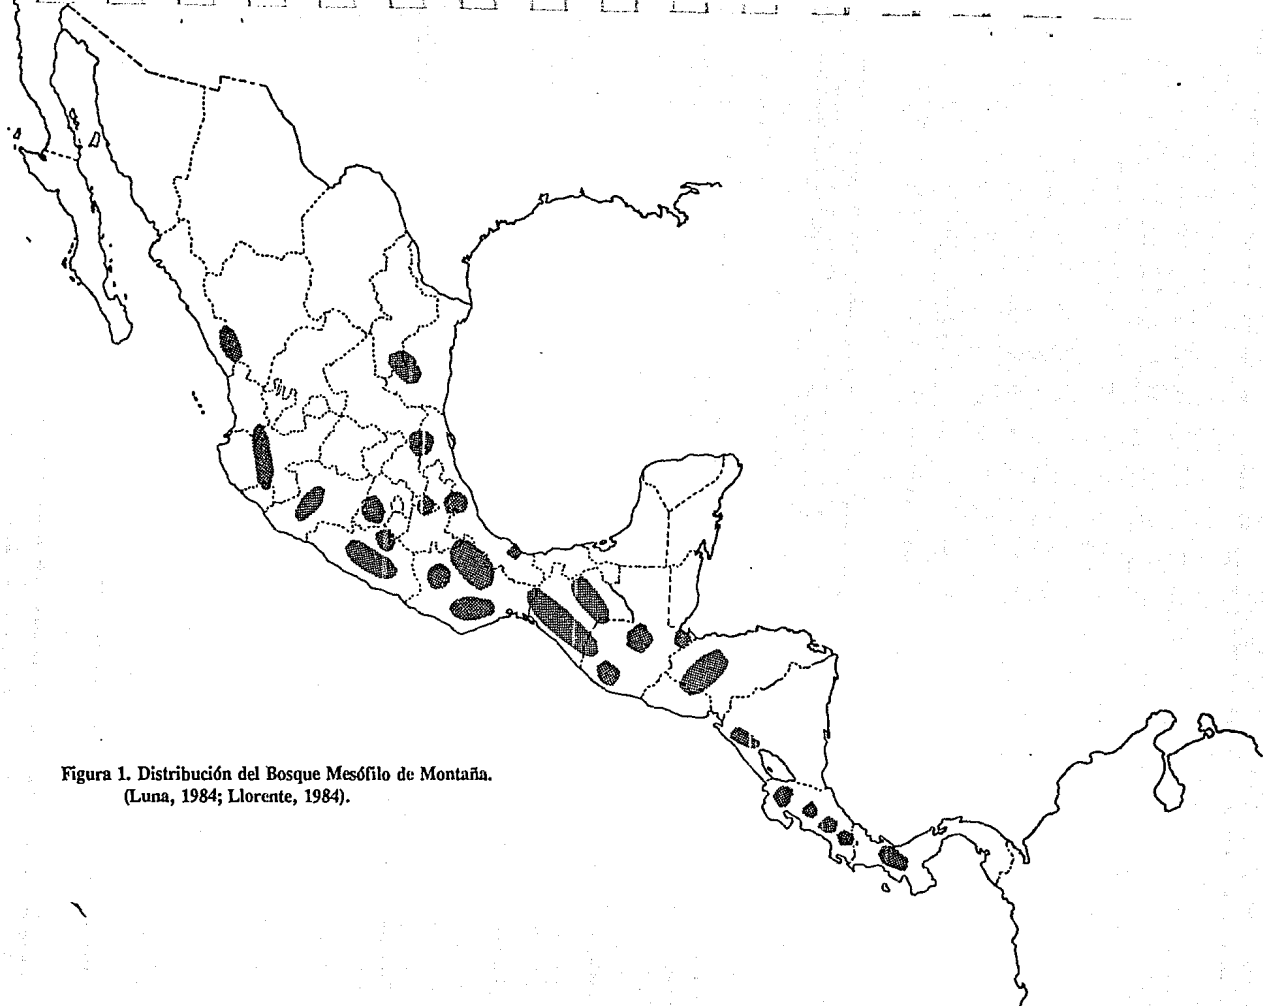 Figura 1. Distribución del Bosque Mesófilo de Montaña.
(Luna, 1984; Llorente, 1984).